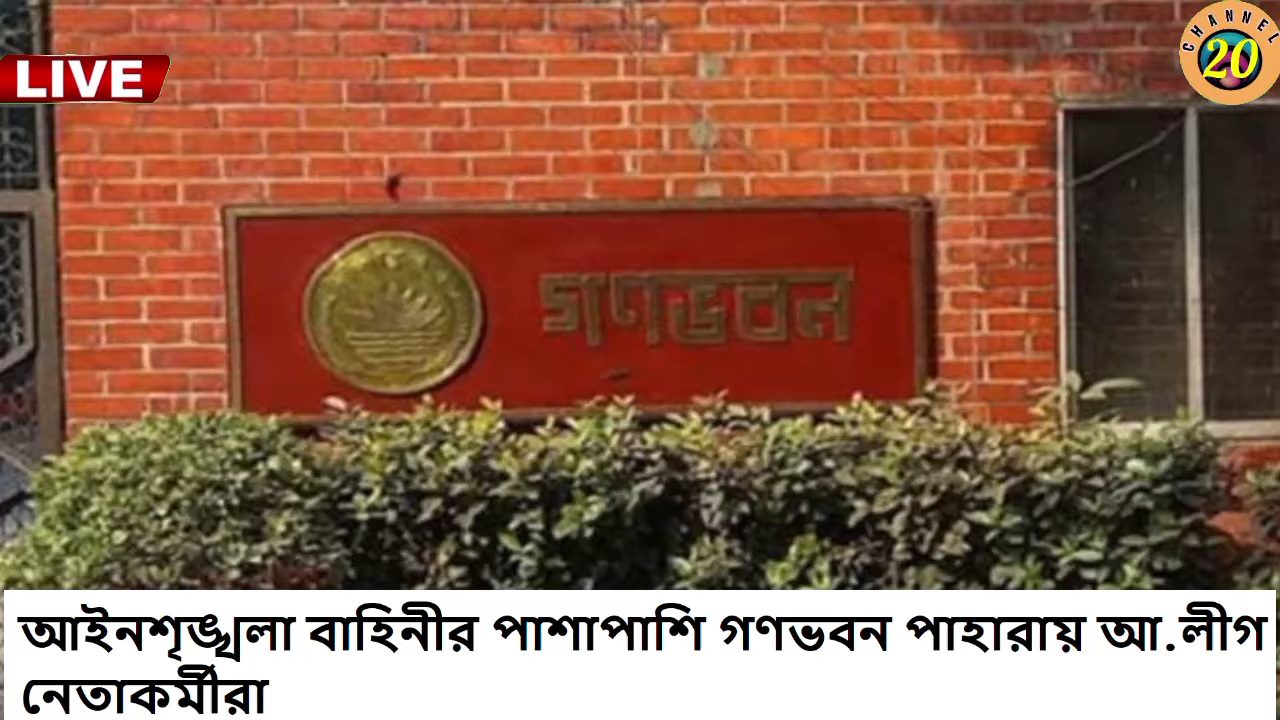 LIVE
CHANNEL
20
গণভবন
আইনশৃঙ্খলা বাহিনীর পাশাপাশি গণভবন পাহারায় আ.লীগ
নেতাকর্মীরা